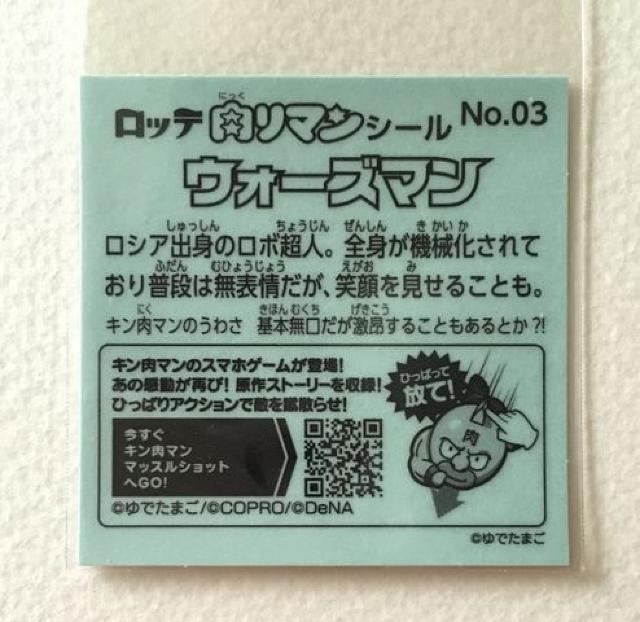 ロッテ 肉リマンシール No.03
ウォーズマン
ロシア出身のロボ超人。全身が機械化されて
おり普段は無表情だが、笑顔を見せることも。
キン肉マンのうわさ 基本無口だが激昂することもあるとか?!
キン肉マンのスマホゲームが登場!
あの感動が再び! 原作ストーリーを収録!
ひっぱりアクションで敵を蹴散らせ!
ひっぱって
放て!
今すぐ
キン肉マン
マッスルショット
へGO!
肉
©ゆでたまご/©COPRO/©DeNA
©ゆでたまご